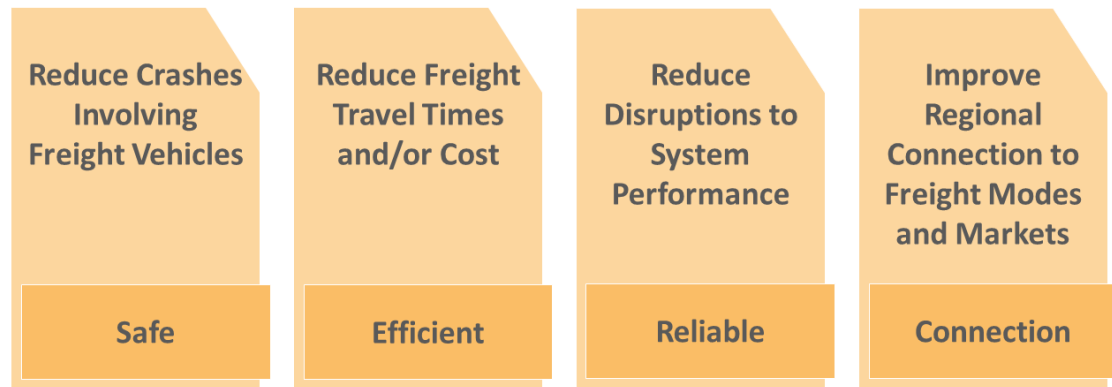 Reduce Crashes
Involving
Freight Vehicles
Safe
Reduce Freight
Travel Times
and/or Cost
Efficient
Reduce
Disruptions to
System
Performance
Reliable
Improve
Regional
Connection to
Freight Modes
and Markets
Connection